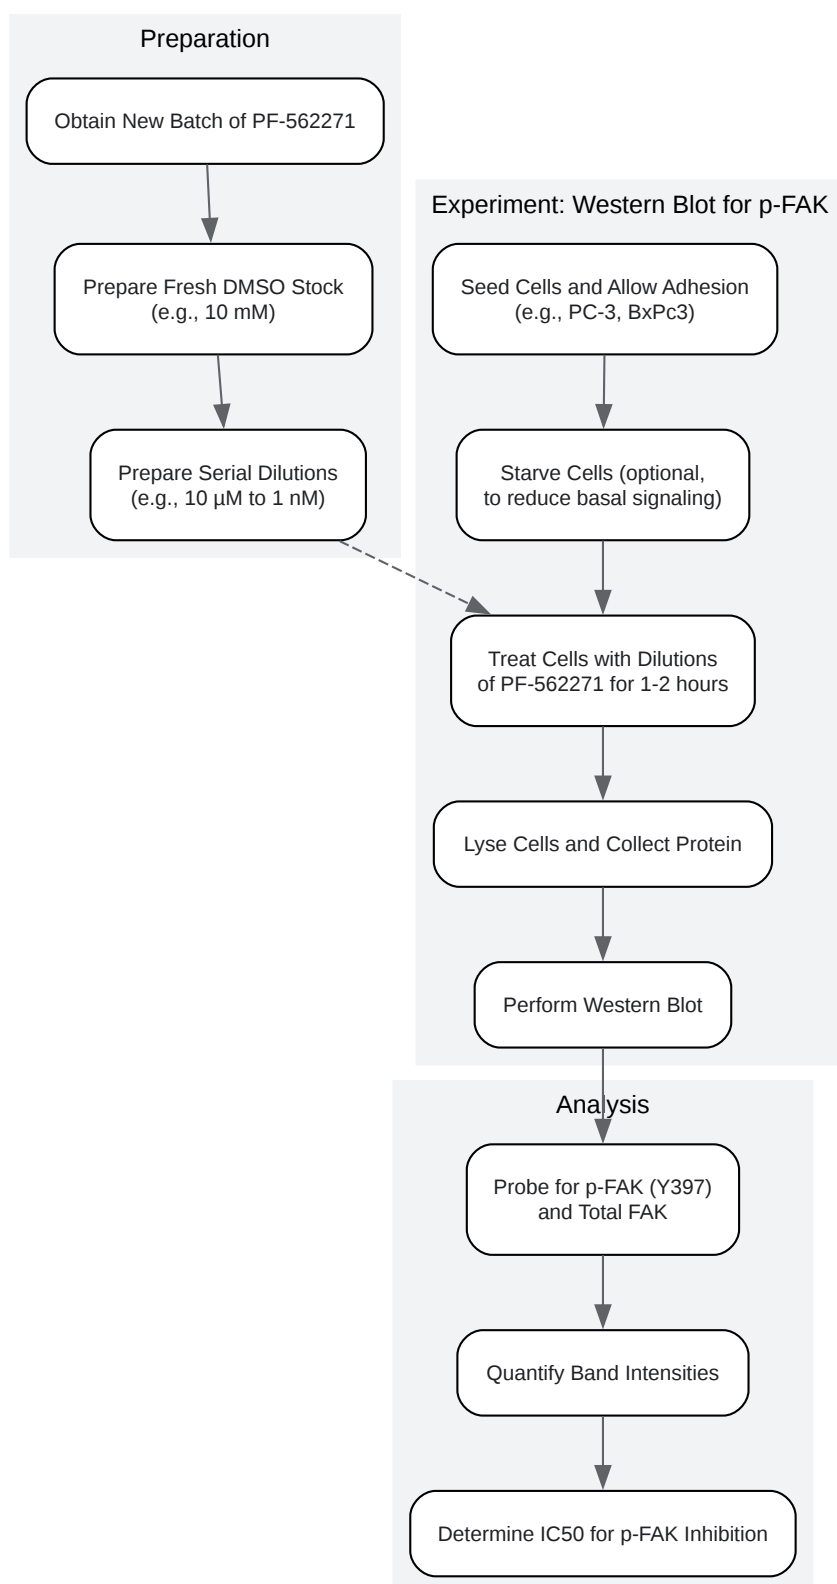 Preparation
Obtain New Batch of PF-562271
Prepare Fresh DMSO Stock
(e.g., 10 mM)
Prepare Serial Dilutions
(e.g., 10 µM to 1 nM)
Experiment: Western Blot for p-FAK
Seed Cells and Allow Adhesion
(e.g., PC-3, BxPc3)
Starve Cells (optional,
to reduce basal signaling)
Treat Cells with Dilutions
of PF-562271 for 1-2 hours
Lyse Cells and Collect Protein
Perform Western Blot
Analysis
Probe for p-FAK (Y397)
and Total FAK
Quantify Band Intensities
Determine IC50 for p-FAK Inhibition